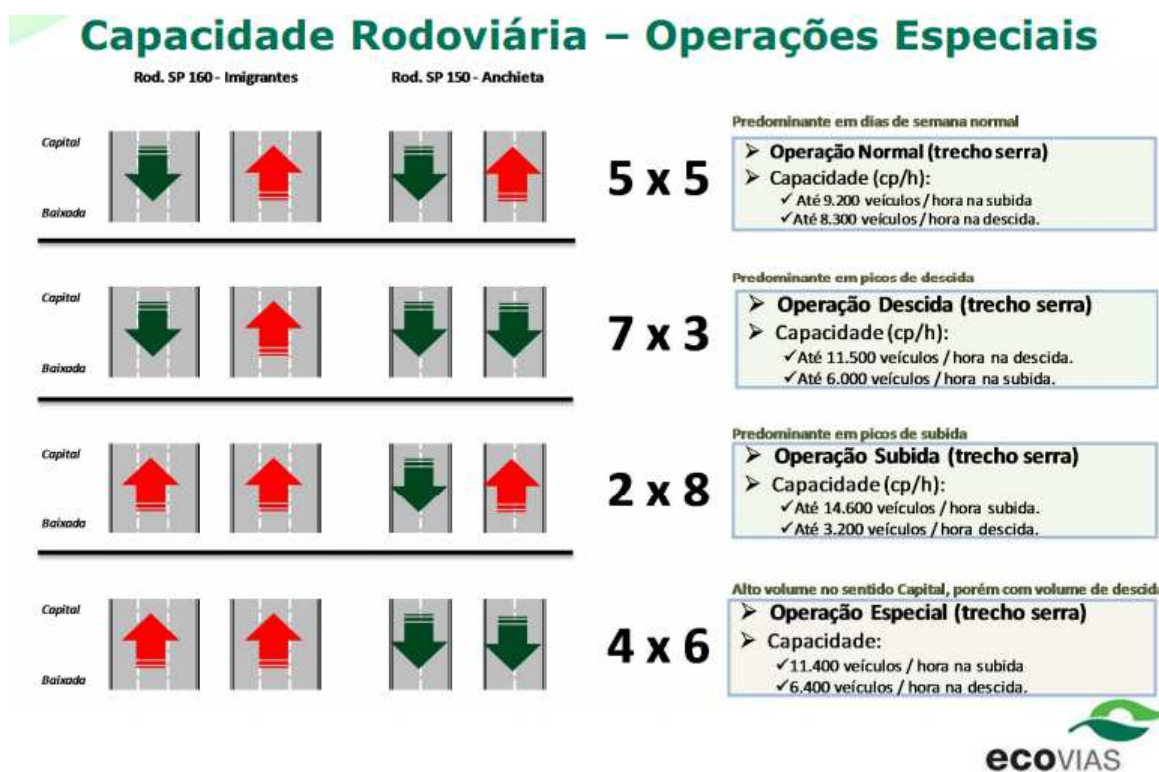 Capacidade Rodoviária – Operações Especiais
Rod. SP 160 - Imigrantes
Rod. SP 150 - Anchieta
Capital
Baixada
5 x 5
Predominante em dias de semana normal
➢ Operação Normal (trecho serra)
➢ Capacidade (cp/h):
✓Até 9.200 veículos / hora na subida
✓Até 8.300 veículos / hora na descida.
Capital
Baixada
7 x 3
Predominante em picos de descida
➢ Operação Descida (trecho serra)
➢ Capacidade (cp/h):
✓Até 11.500 veículos / hora na descida.
✓Até 6.000 veículos / hora na subida.
Capital
Baixada
2 x 8
Predominante em picos de subida
➢ Operação Subida (trecho serra)
➢ Capacidade (cp/h):
✓Até 14.600 veículos / hora subida.
✓Até 3.200 veículos / hora descida.
Capital
Baixada
4 x 6
Alto volume no sentido Capital, porém com volume de descida
➢ Operação Especial (trecho serra)
➢ Capacidade:
✓11.400 veículos / hora na subida
✓6.400 veículos / hora na descida.
ecoVIAS